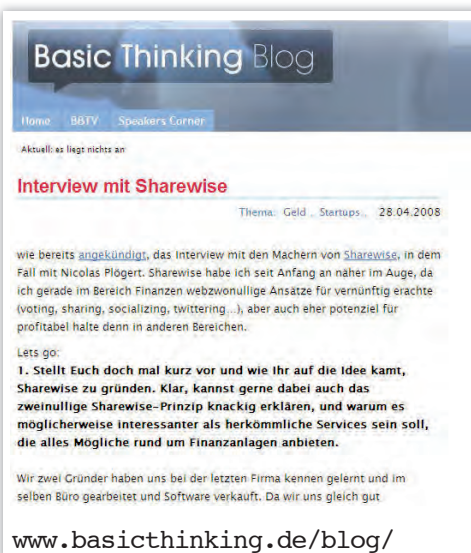 Basic Thinking Blog
Home BBTV Speakers Corner
Aktuell: es liegt nichts an
Interview mit Sharewise
Thema: Geld , Startups , 28.04.2008
wie bereits angekündigt, das Interview mit den Machern von Sharewise, in dem
Fall mit Nicolas Plögert. Sharewise habe ich seit Anfang an näher im Auge, da
ich gerade im Bereich Finanzen webzwonullige Ansätze für vernünftig erachte
(voting, sharing, socializing, twittering...), aber auch eher potenziel für
profitabel halte denn in anderen Bereichen.
Lets go:
1. Stellt Euch doch mal kurz vor und wie Ihr auf die Idee kamt,
Sharewise zu gründen. Klar, kannst gerne dabei auch das
zweinullige Sharewise-Prinzip knackig erklären, und warum es
möglicherweise interessanter als herkömmliche Services sein soll,
die alles Mögliche rund um Finanzanlagen anbieten.
Wir zwei Gründer haben uns bei der letzten Firma kennen gelernt und im
selben Büro gearbeitet und Software verkauft. Da wir uns gleich gut
www.basicthinking.de/blog/